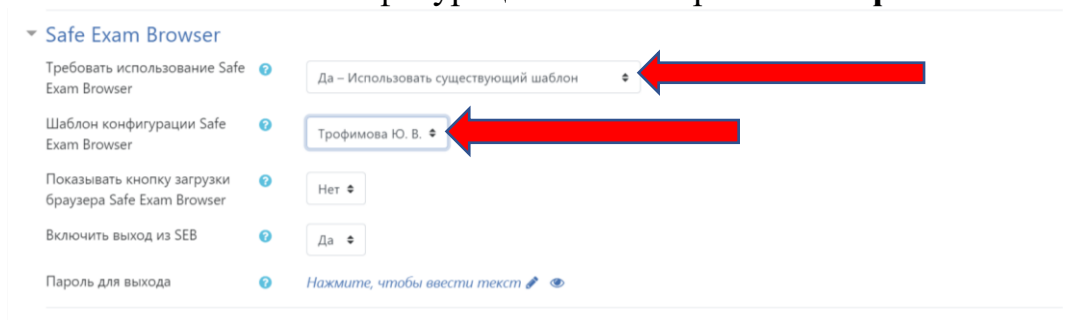 Safe Exam Browser
Требовать использование Safe
Exam Browser
Да – Использовать существующий шаблон
Шаблон конфигурации Safe
Exam Browser
Трофимова Ю. В.
Показывать кнопку загрузки
браузера Safe Exam Browser
Нет
Включить выход из SEB
Да
Пароль для выхода
Нажмите, чтобы ввести текст